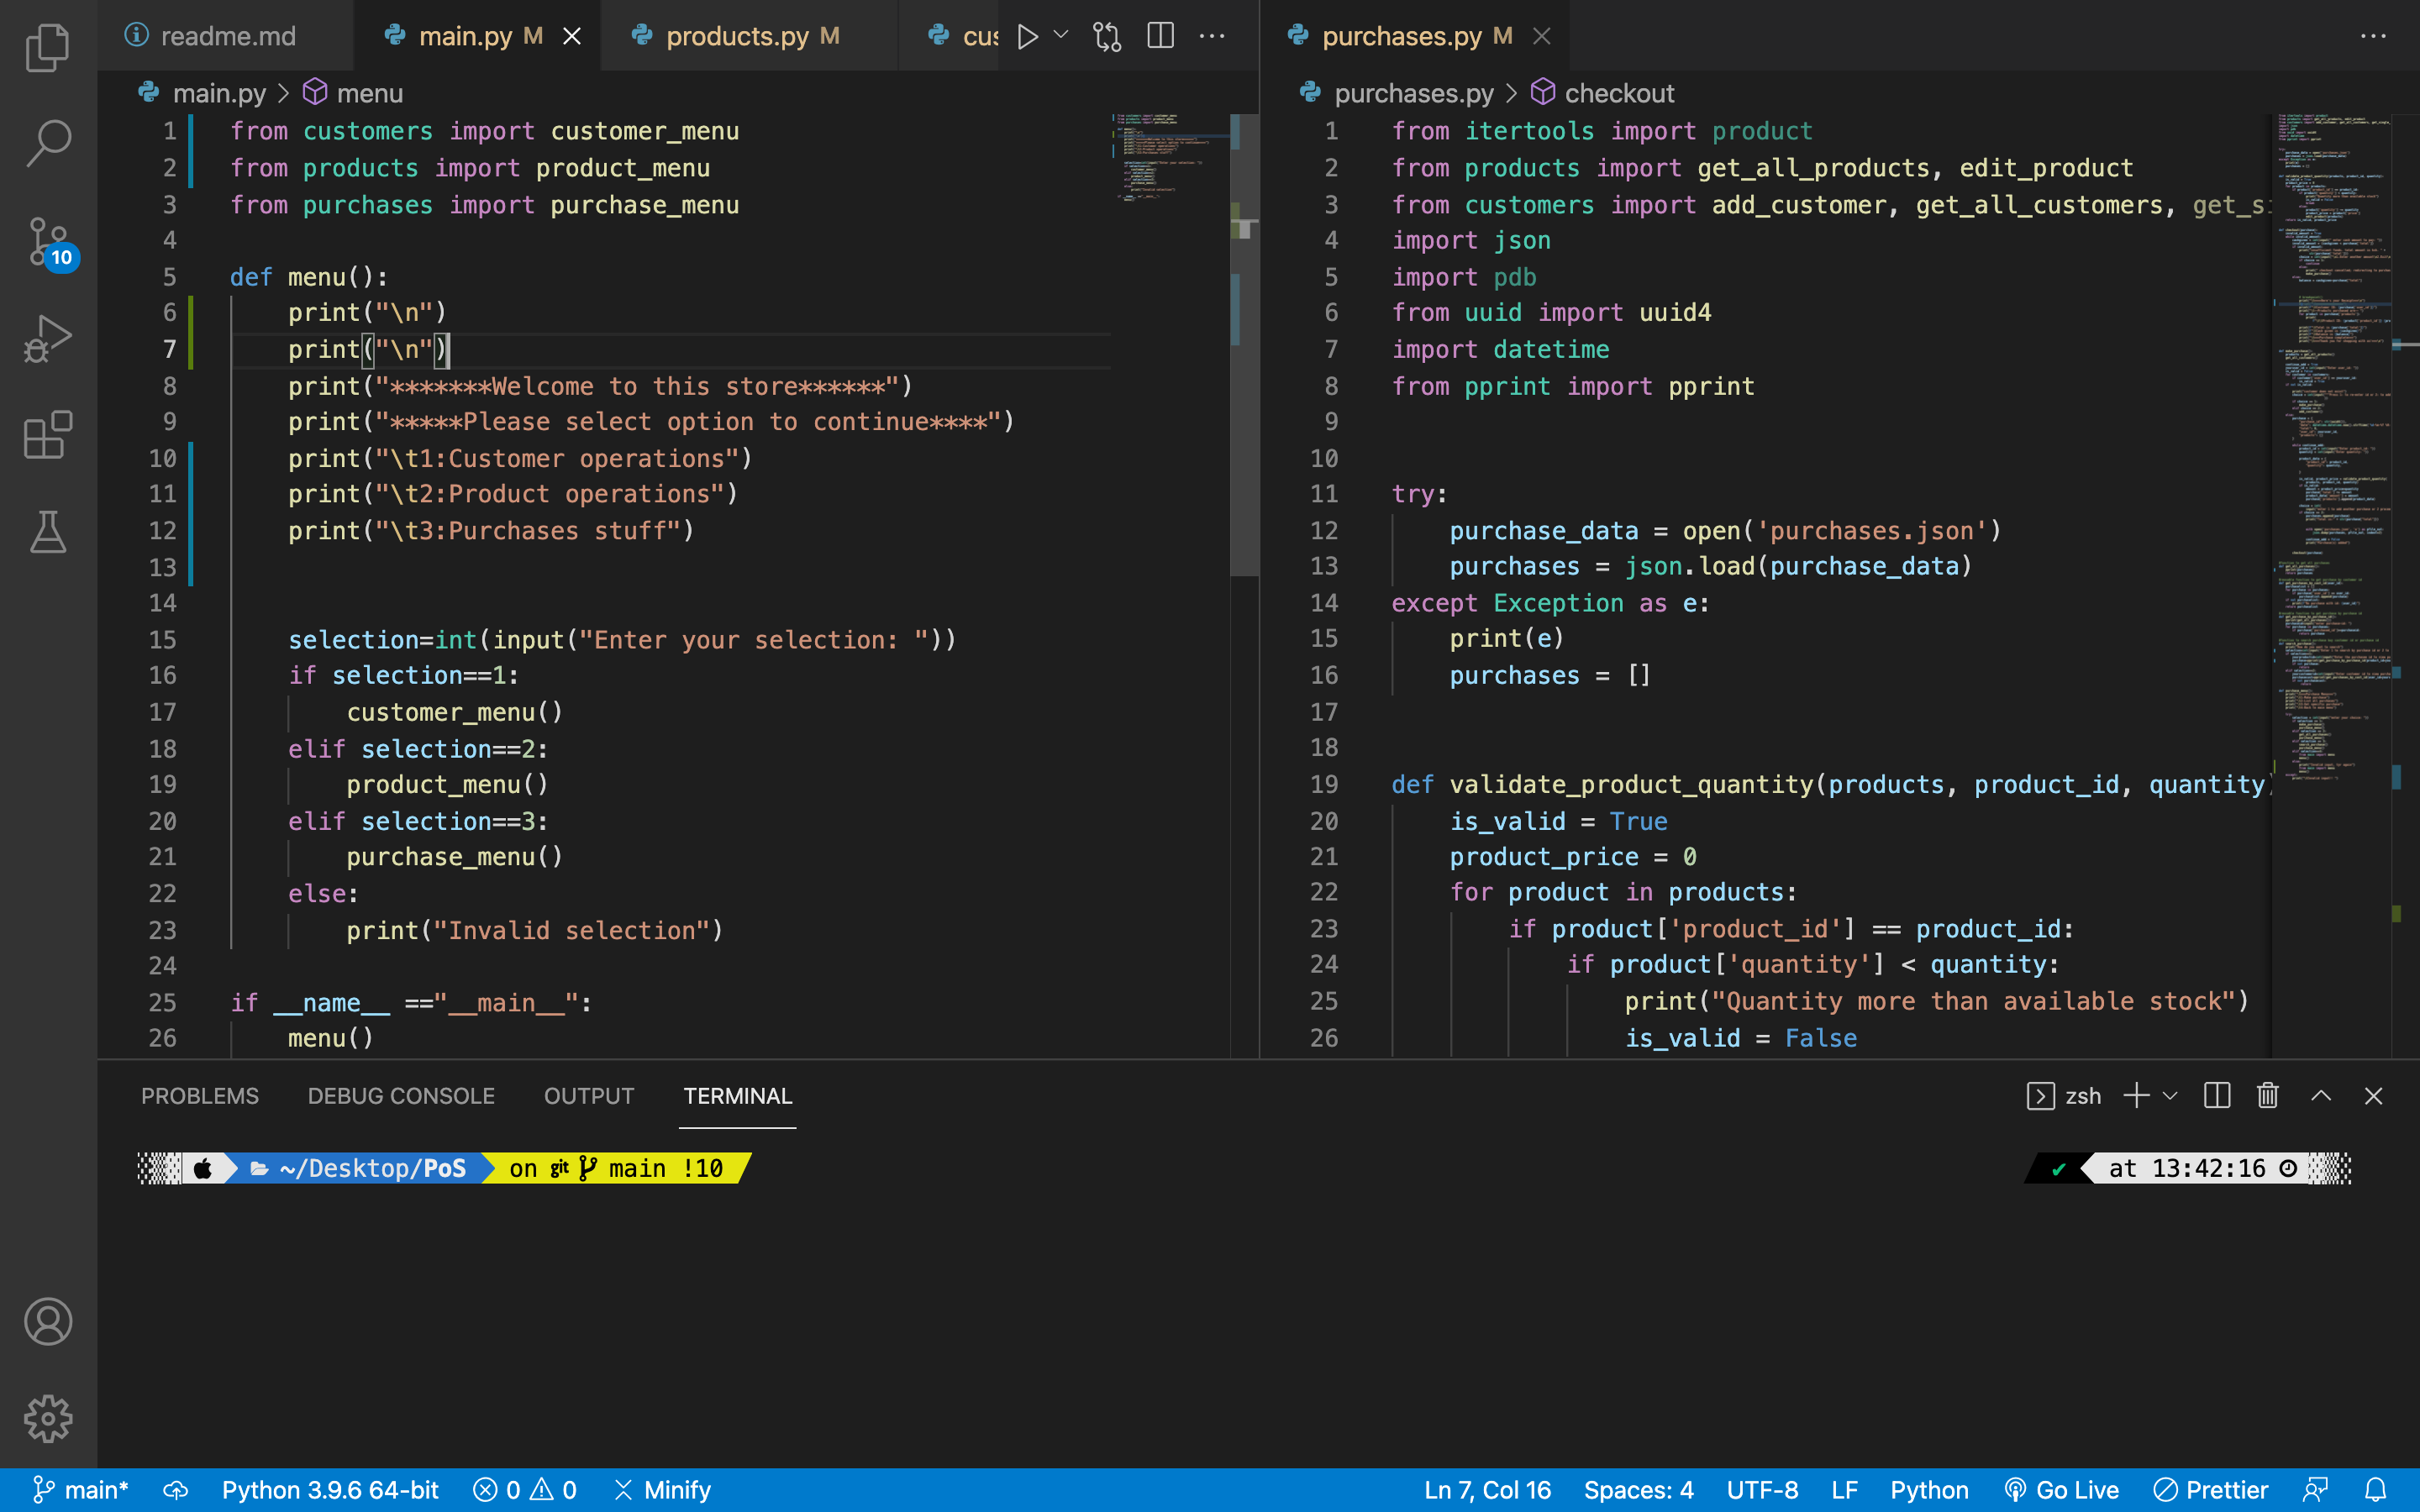 readme.md
main.py M
products.py M
cus
main.py > menu
1 from customers import customer_menu
2 from products import product_menu
3 from purchases import purchase_menu
4
5 def menu():
6     print("\n")
7     print("\n")
8     print("*******Welcome to this store******")
9     print("*****Please select option to continue****")
10     print("\t1:Customer operations")
11     print("\t2:Product operations")
12     print("\t3:Purchases stuff")
13
14
15     selection=int(input("Enter your selection: "))
16     if selection==1:
17         customer_menu()
18     elif selection==2:
19         product_menu()
20     elif selection==3:
21         purchase_menu()
22     else:
23         print("Invalid selection")
24
25 if __name__ =="__main__":
26     menu()
purchases.py M
purchases.py > checkout
1 from itertools import product
2 from products import get_all_products, edit_product
3 from customers import add_customer, get_all_customers, get_s
4 import json
5 import pdb
6 from uuid import uuid4
7 import datetime
8 from pprint import pprint
9
10
11 try:
12     purchase_data = open('purchases.json')
13     purchases = json.load(purchase_data)
14 except Exception as e:
15     print(e)
16     purchases = []
17
18
19 def validate_product_quantity(products, product_id, quantity)
20     is_valid = True
21     product_price = 0
22     for product in products:
23         if product['product_id'] == product_id:
24             if product['quantity'] < quantity:
25                 print("Quantity more than available stock")
26                 is_valid = False
10
PROBLEMS
DEBUG CONSOLE
OUTPUT
TERMINAL
zsh
~/Desktop/PoS on git main !10
✔ at 13:42:16
main*
Python 3.9.6 64-bit
0 0
Minify
Ln 7, Col 16
Spaces: 4
UTF-8
LF
Python
Go Live
Prettier